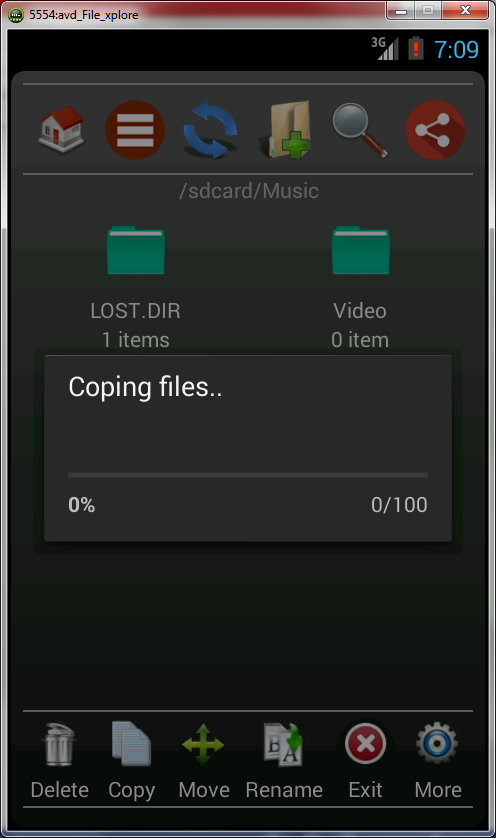 5554:avd_File_xplore
3G 7:09
/sdcard/Music
LOST.DIR Video
1 items 0 item
Coping files..
0% 0/100
B A
Delete Copy Move Rename Exit More